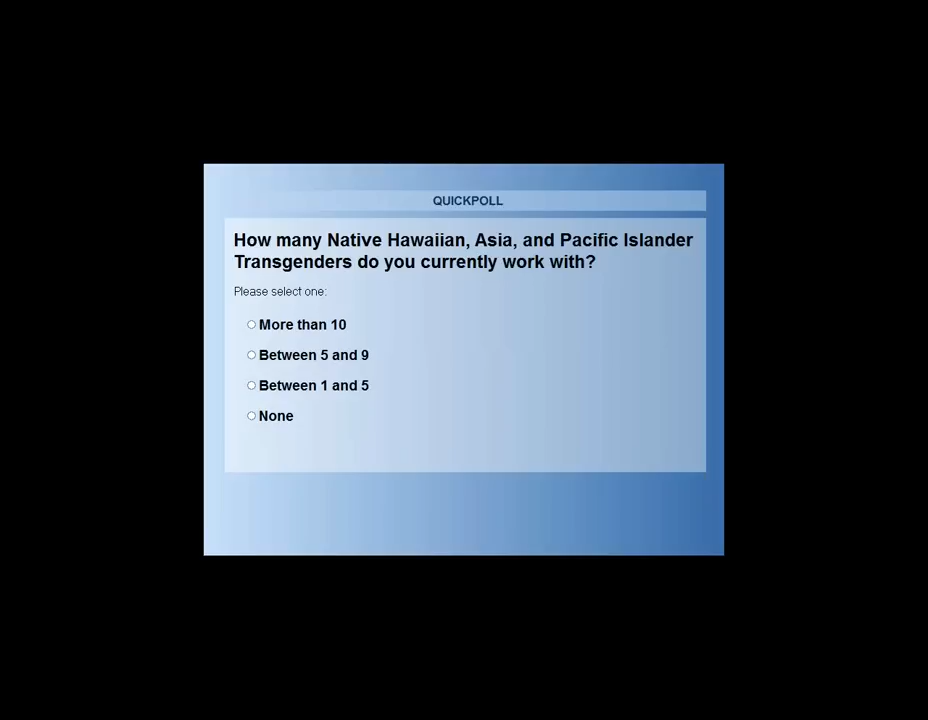 QUICKPOLL
How many Native Hawaiian, Asia, and Pacific Islander
Transgenders do you currently work with?
Please select one:
More than 10
Between 5 and 9
Between 1 and 5
None